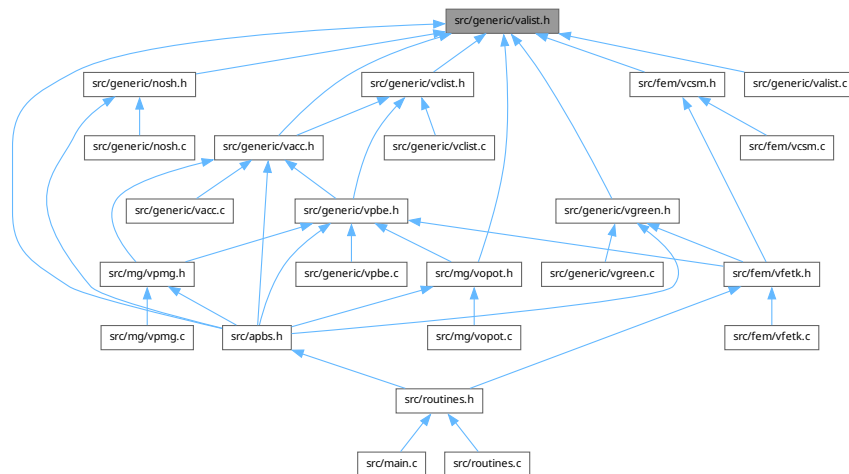 src/generic/valist.h
src/generic/nosh.h
src/generic/vclist.h
src/fem/vcsm.h
src/generic/valist.c
src/generic/nosh.c
src/generic/vacc.h
src/generic/vclist.c
src/fem/vcsm.c
src/generic/vacc.c
src/generic/vpbe.h
src/generic/vgreen.h
src/mg/vpmg.h
src/generic/vpbe.c
src/mg/vopot.h
src/generic/vgreen.c
src/fem/vfetk.h
src/mg/vpmg.c
src/apbs.h
src/mg/vopot.c
src/fem/vfetk.c
src/routines.h
src/main.c
src/routines.c